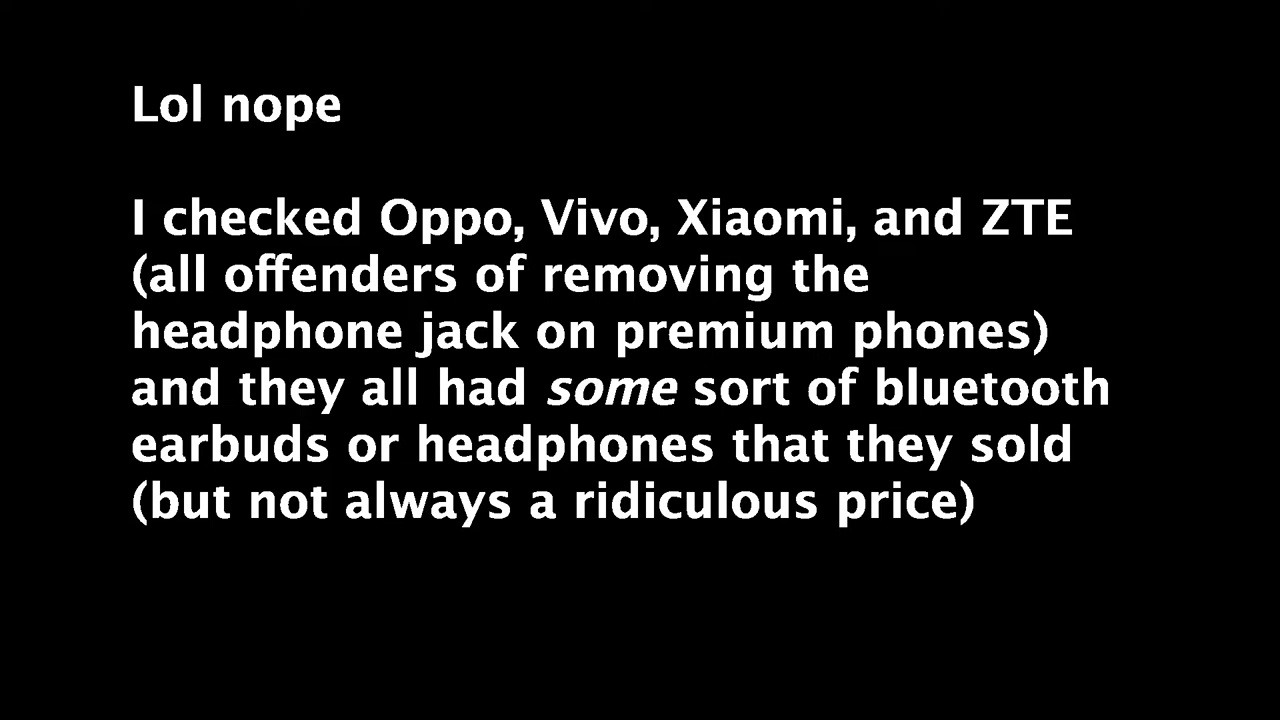 Lol nope
I checked Oppo, Vivo, Xiaomi, and ZTE
(all offenders of removing the
headphone jack on premium phones)
and they all had some sort of bluetooth
earbuds or headphones that they sold
(but not always a ridiculous price)